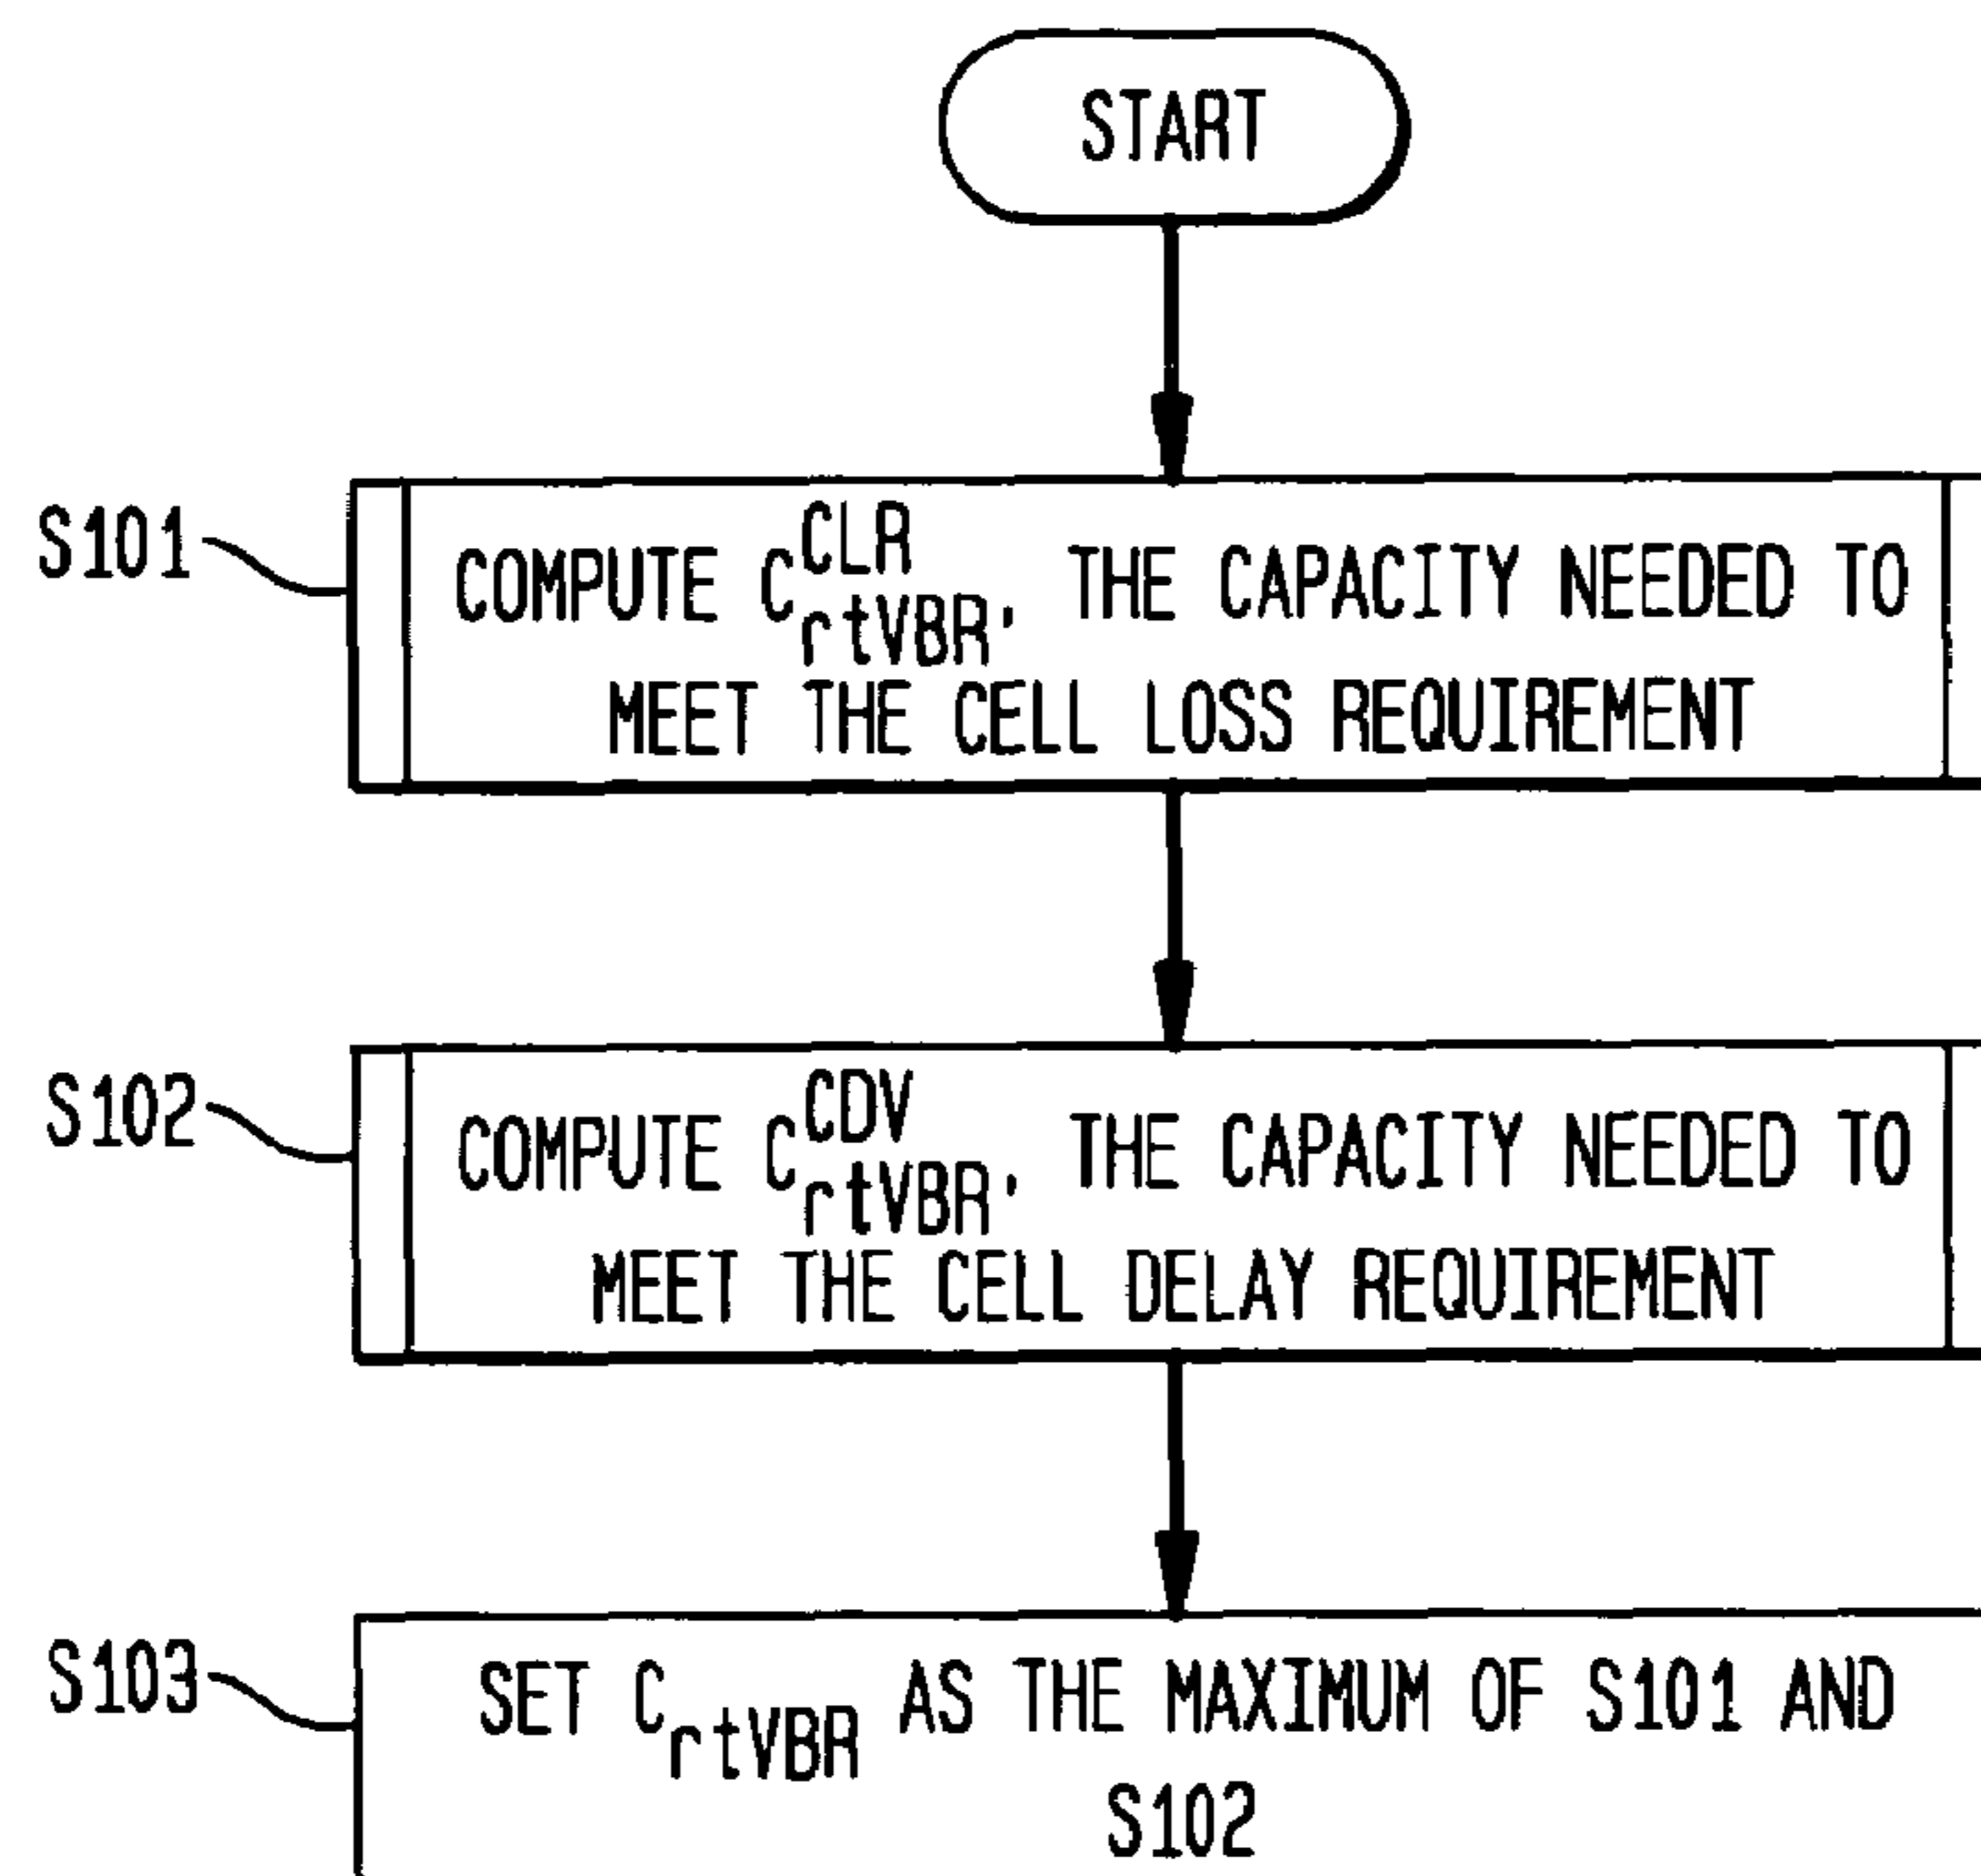 START
S101
COMPUTE C^CLR_rtVBR, THE CAPACITY NEEDED TO
MEET THE CELL LOSS REQUIREMENT
S102
COMPUTE C^CDV_rtVBR, THE CAPACITY NEEDED TO
MEET THE CELL DELAY REQUIREMENT
S103
SET C_rtVBR AS THE MAXIMUM OF S101 AND
S102